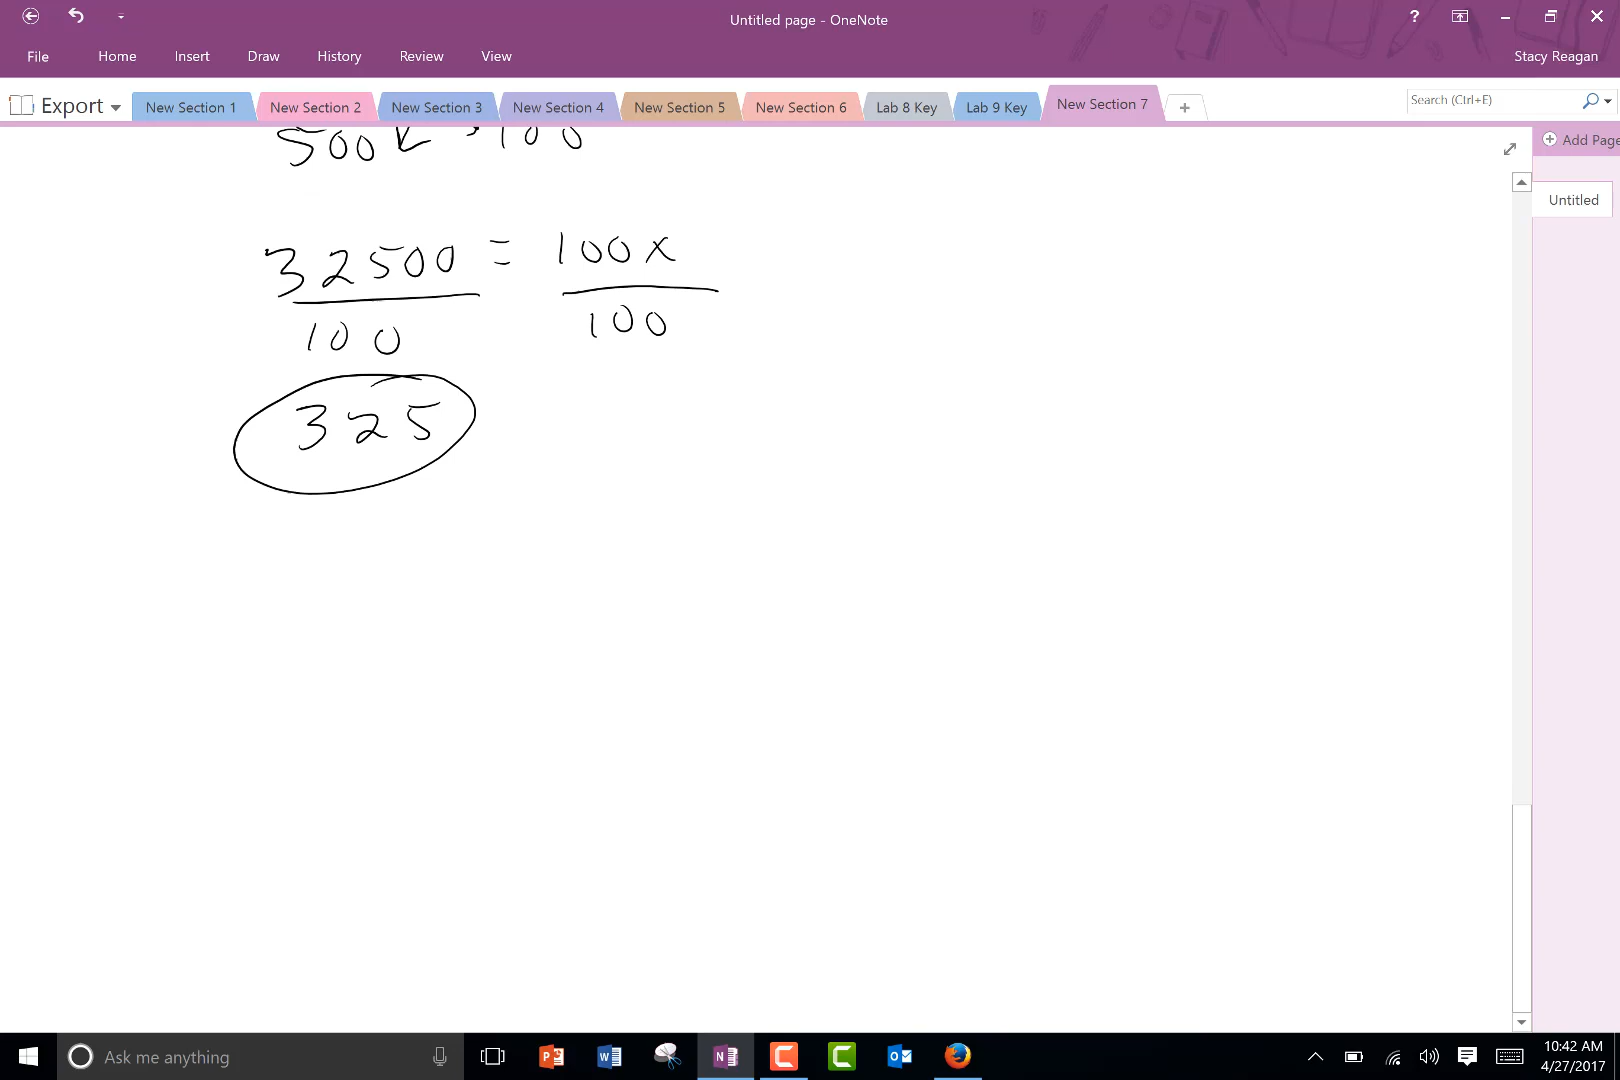 Untitled page - OneNote
?
File Home Insert Draw History Review View
Stacy Reagan
Export New Section 1 New Section 2 New Section 3 New Section 4 New Section 5 New Section 6 Lab 8 Key Lab 9 Key New Section 7 +
Search (Ctrl+E)
Add Page
Untitled
500 100
32500 = 100x
100 100
325
Ask me anything
10:42 AM
4/27/2017